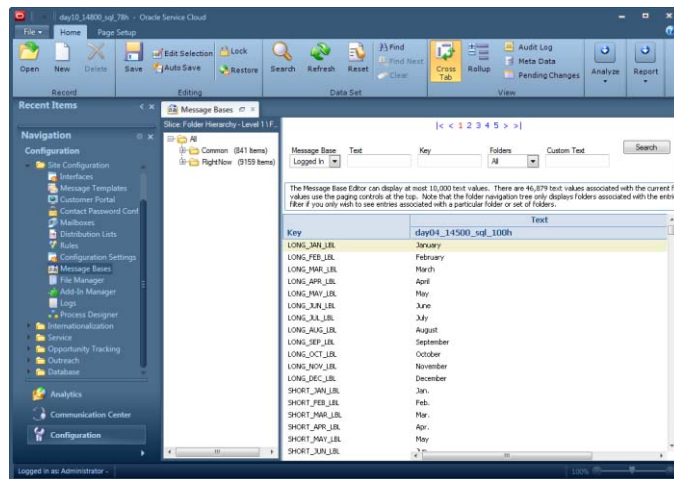 day10_14800_sql_78h - Oracle Service Cloud
File Home Page Setup
Open New Delete Save Edit Selection Auto Save Lock Restore Search Refresh Reset Find Find Next Clear Cross Tab Rollup Audit Log Meta Data Pending Changes Analyze Report
Record Editing Data Set View
Recent Items
Navigation
Configuration
Site Configuration
Interfaces
Message Templates
Customer Portal
Contact Password Conf
Mailboxes
Distribution Lists
Rules
Configuration Settings
Message Bases
File Manager
Add-In Manager
Logs
Process Designer
Internationalization
Service
Opportunity Tracking
Outreach
Database
Analytics
Communication Center
Configuration
Message Bases
Slice: Folder Hierarchy - Level 1 \ F..
All
Common (841 Items)
RightNow (9159 Items)
|< < 1 2 3 4 5 > >|
Message Base Text Key Folders Custom Text
Logged In All Search
The Message Base Editor can display at most 10,000 text values. There are 46,879 text values associated with the current f
values use the paging controls at the top. Note that the folder navigation tree only displays folders associated with the entri
filter if you only wish to see entries associated with a particular folder or set of folders.
Text
Key day04_14500_sql_100h
LONG_JAN_LBL January
LONG_FEB_LBL February
LONG_MAR_LBL March
LONG_APR_LBL April
LONG_MAY_LBL May
LONG_JUN_LBL June
LONG_JUL_LBL July
LONG_AUG_LBL August
LONG_SEP_LBL September
LONG_OCT_LBL October
LONG_NOV_LBL November
LONG_DEC_LBL December
SHORT_JAN_LBL Jan.
SHORT_FEB_LBL Feb.
SHORT_MAR_LBL Mar.
SHORT_APR_LBL Apr.
SHORT_MAY_LBL May
SHORT_JUN_LBL
Logged in as: Administrator - 100%